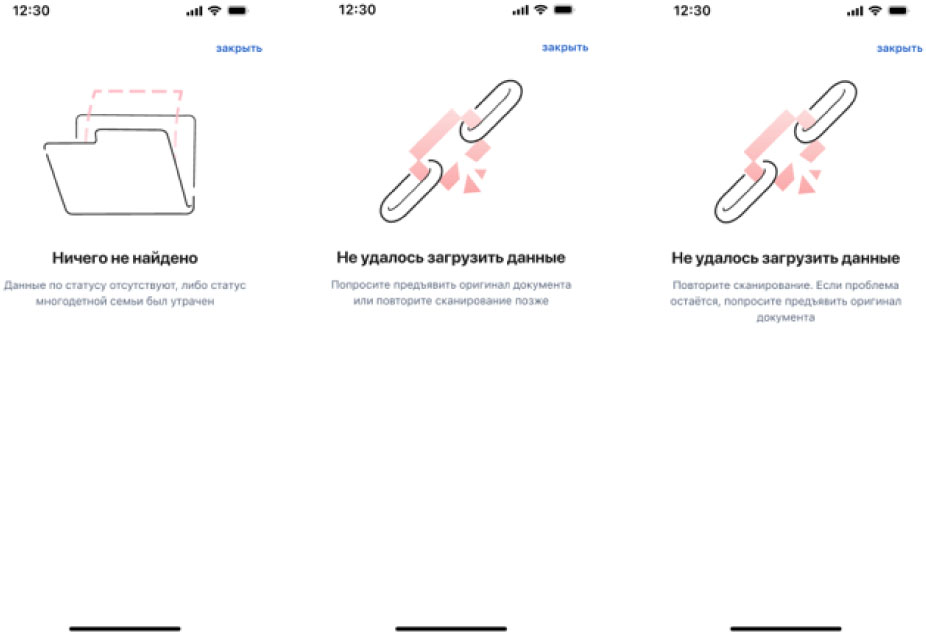 12:30
закрыть
Ничего не найдено
Данные по статусу отсутствуют, либо статус
многодетной семьи был утрачен
12:30
закрыть
Не удалось загрузить данные
Попросите предъявить оригинал документа
или повторите сканирование позже
12:30
закрыть
Не удалось загрузить данные
Повторите сканирование. Если проблема
остаётся, попросите предъявить оригинал
документа